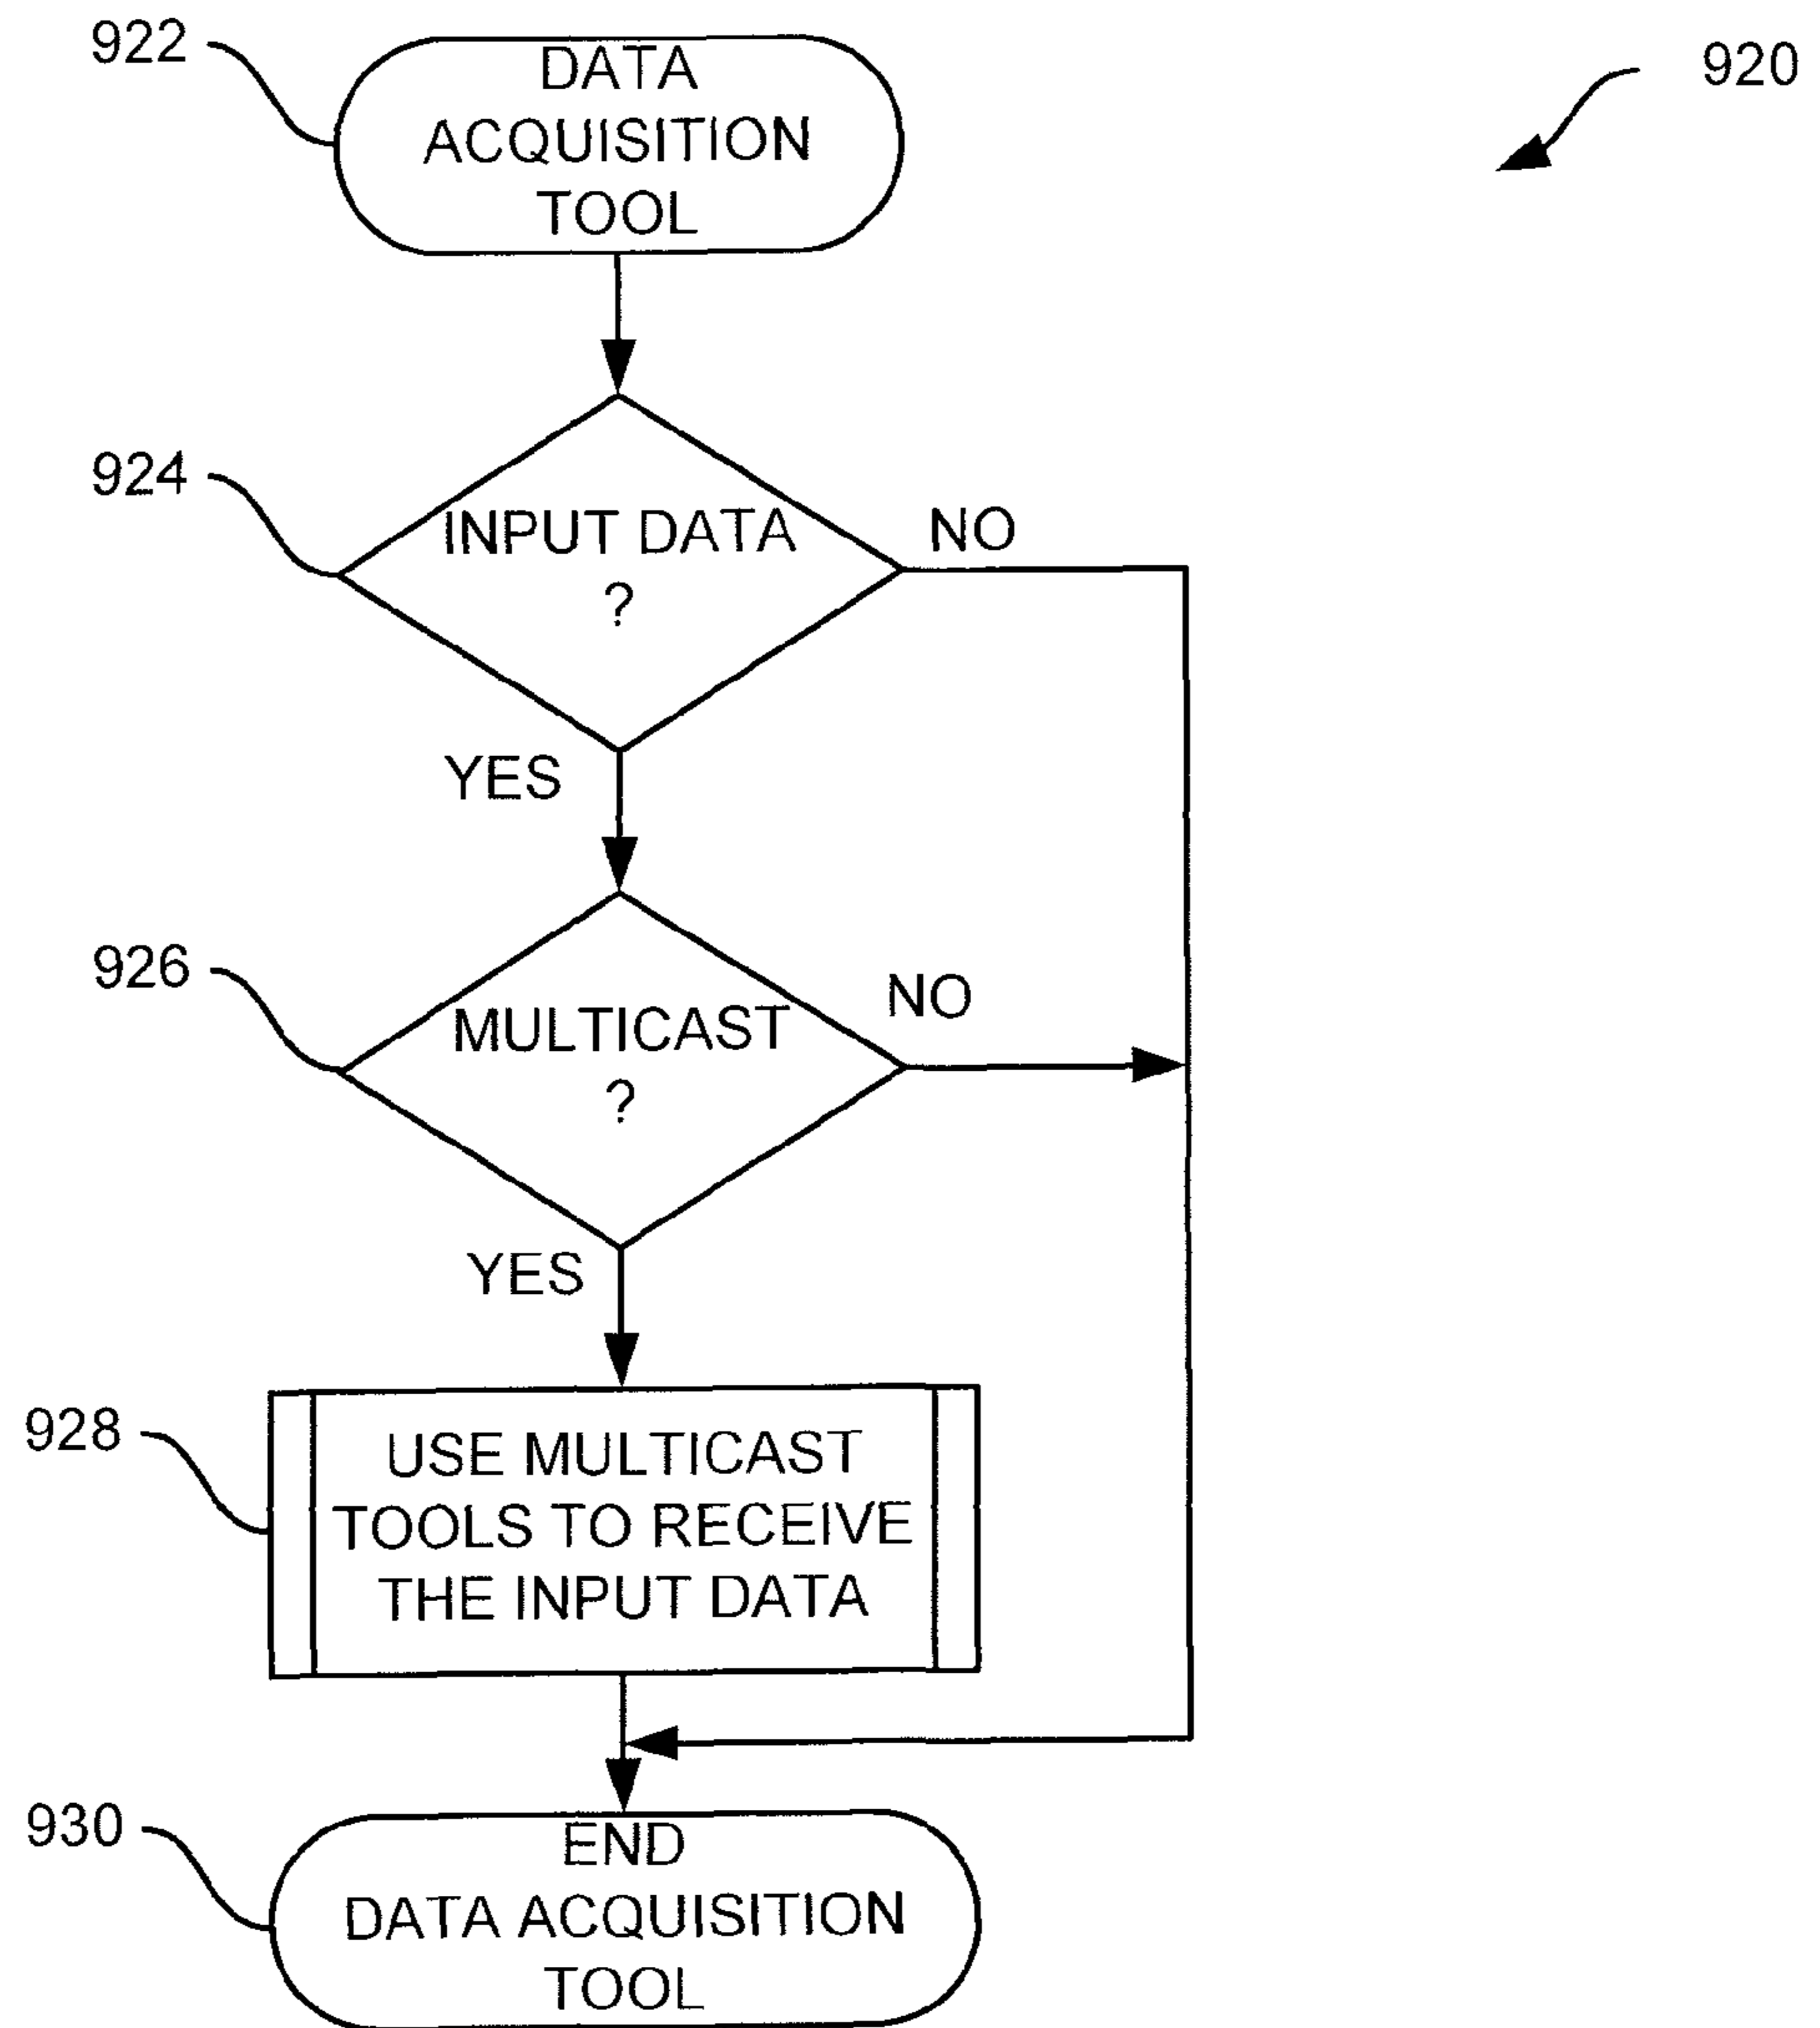 922
DATA
ACQUISITION
TOOL
920
924
INPUT DATA
?
NO
YES
926
MULTICAST
?
NO
YES
928
USE MULTICAST
TOOLS TO RECEIVE
THE INPUT DATA
930
END
DATA ACQUISITION
TOOL